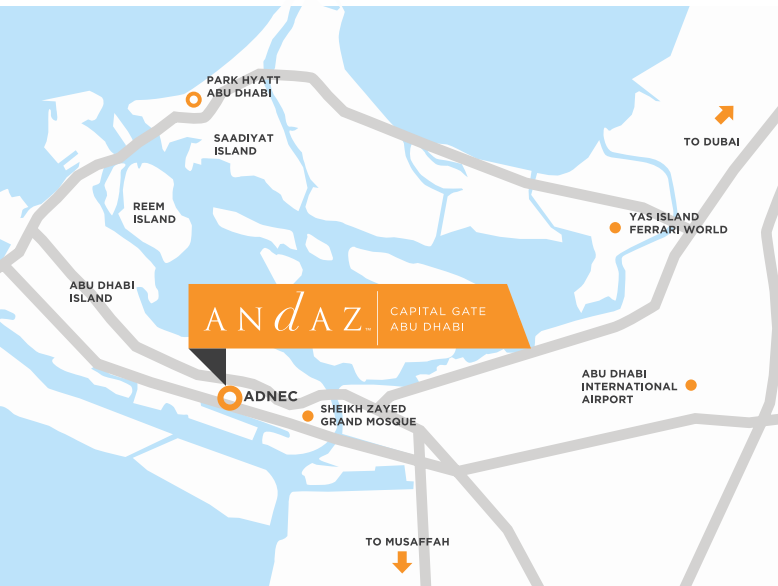 PARK HYATT
ABU DHABI
SAADIYAT
ISLAND
TO DUBAI
REEM
ISLAND
YAS ISLAND
FERRARI WORLD
ABU DHABI
ISLAND
ANdAZ™
CAPITAL GATE
ABU DHABI
ABU DHABI
INTERNATIONAL
AIRPORT
ADNEC
SHEIKH ZAYED
GRAND MOSQUE
TO MUSAFFAH